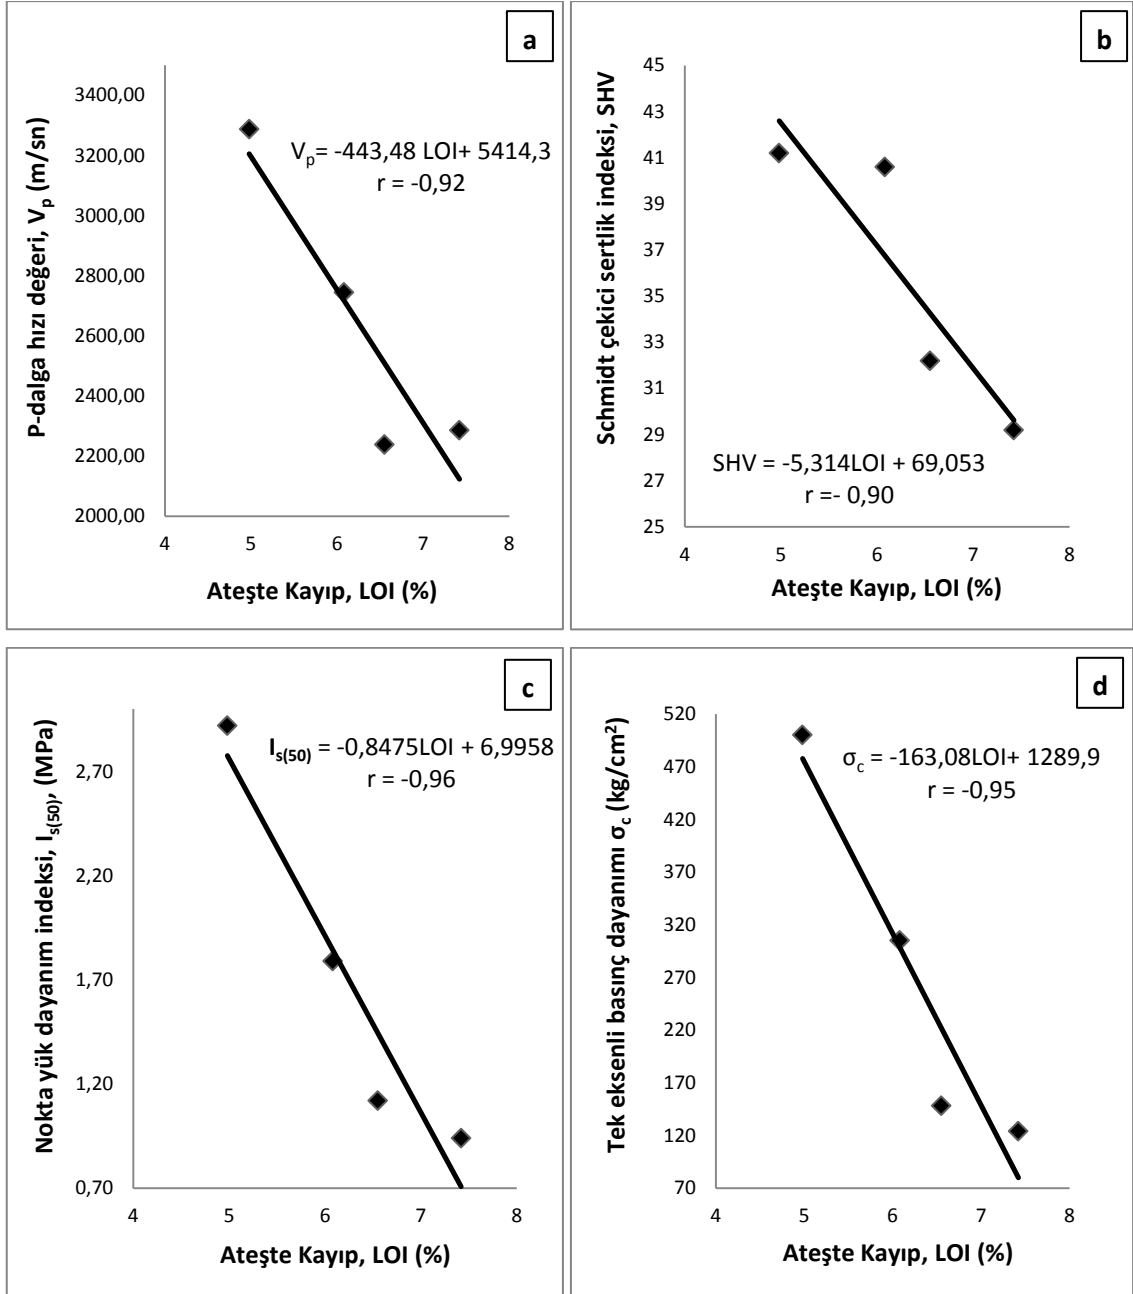 a
3400,00
3200,00
3000,00
2800,00
2600,00
2400,00
2200,00
2000,00
P-dalga hızı değeri, Vp (m/sn)
Vp= -443,48 LOI+ 5414,3
r = -0,92
4 5 6 7 8
Ateşte Kayıp, LOI (%)
b
45
43
41
39
37
35
33
31
29
27
25
Schmidt çekici sertlik indeksi, SHV
SHV = -5,314LOI + 69,053
r =- 0,90
4 5 6 7 8
Ateşte Kayıp, LOI (%)
c
2,70
2,20
1,70
1,20
0,70
Nokta yük dayanım indeksi, Is(50), (MPa)
Is(50) = -0,8475LOI + 6,9958
r = -0,96
4 5 6 7 8
Ateşte Kayıp, LOI (%)
d
520
470
420
370
320
270
220
170
120
70
Tek eksenli basınç dayanımı σc (kg/cm²)
σc = -163,08LOI+ 1289,9
r = -0,95
4 5 6 7 8
Ateşte Kayıp, LOI (%)